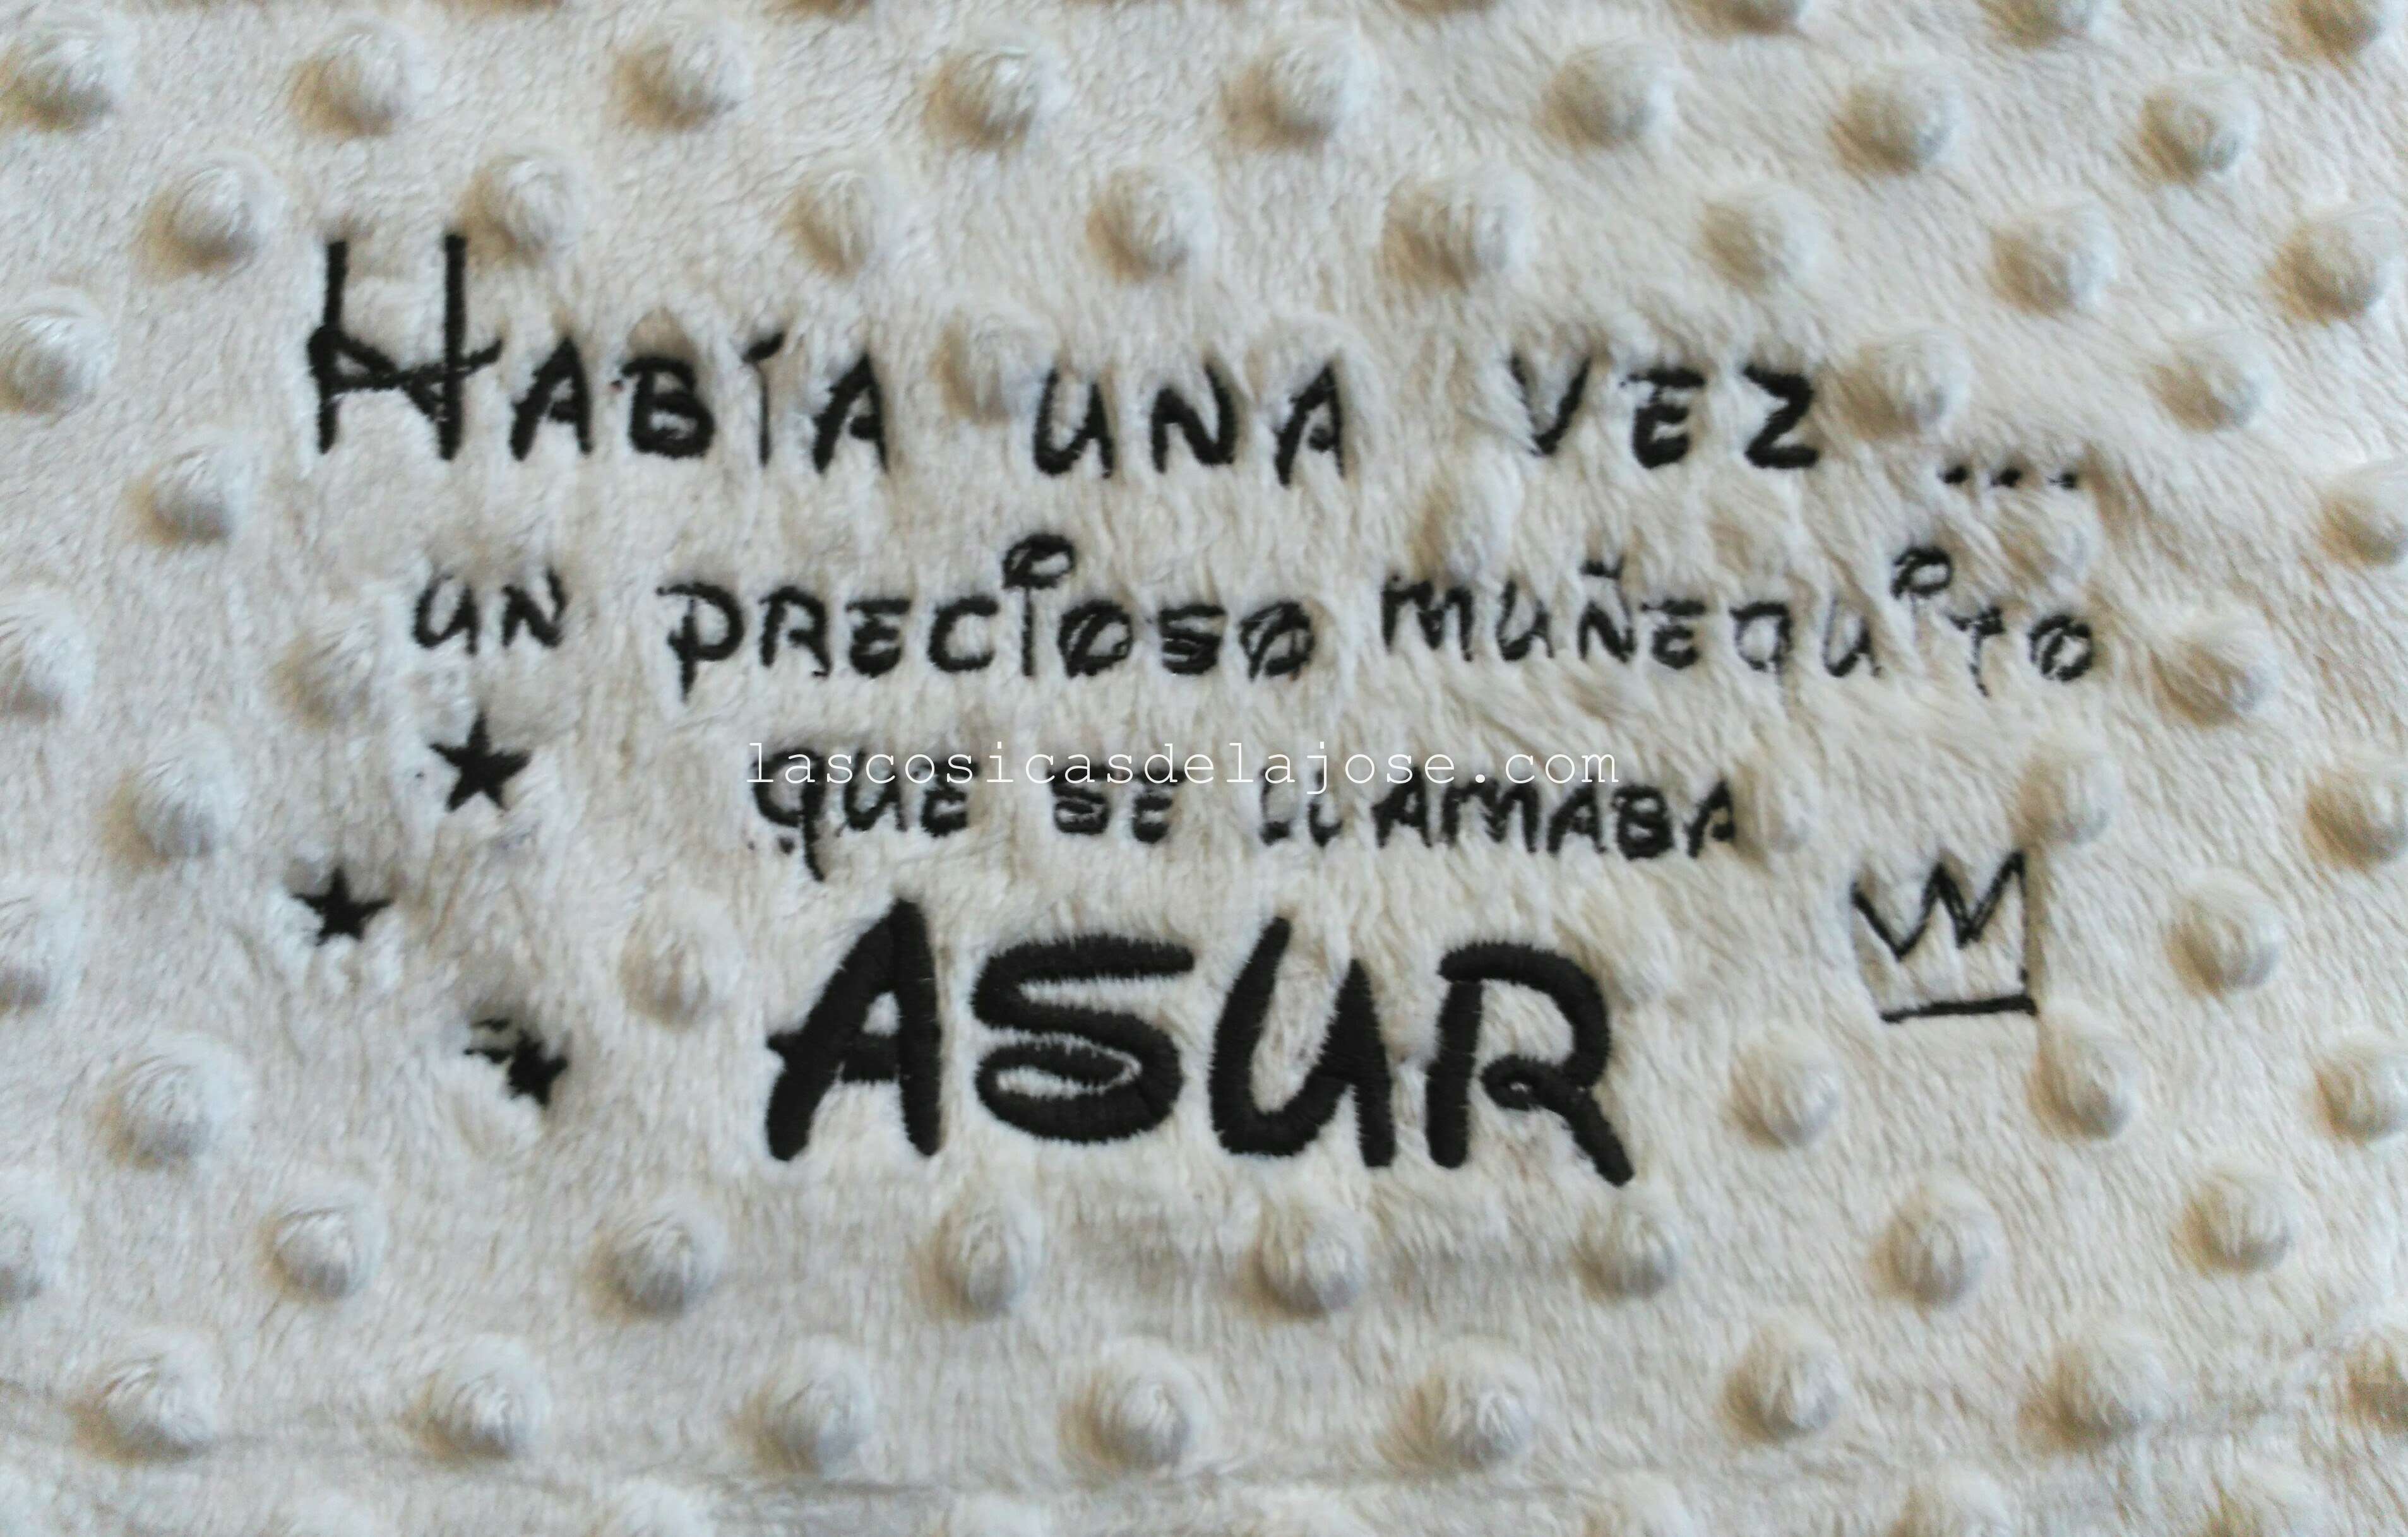 HABÍA UNA VEZ ...
UN PRECIOSO MUÑEQUITO
lascosicasdelajose.com
QUE SE LLAMABA
ASUR